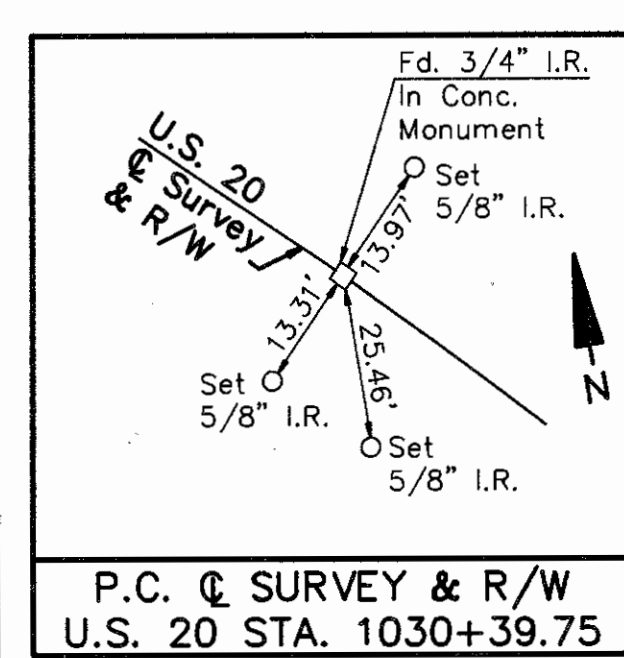 Fd. 3/4" I.R.
In Conc.
Monument
U.S. 20
℄ Survey
& R/W
Set
5/8" I.R.
13.97'
13.31'
25.46'
Set
5/8" I.R.
Set
5/8" I.R.
N
P.C. ℄ SURVEY & R/W
U.S. 20 STA. 1030+39.75